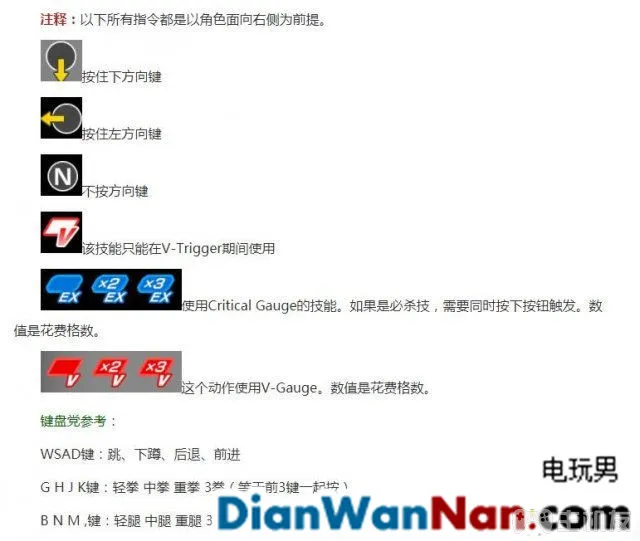 注释：以下所有指令都是以角色面向右侧为前提。
按住下方向键
按住左方向键
N 不按方向键
V 该技能只能在V-Trigger期间使用
EX x2 EX x3 EX 使用Critical Gauge的技能。如果是必杀技，需要同时按下按钮触发。数
值是花费格数。
V x2 V x3 V 这个动作使用V-Gauge。数值是花费格数。
键盘党参考：
WSAD键：跳、下蹲、后退、前进
电玩男
G H J K键：轻拳 中拳 重拳 3拳（等于前3键一起按）
B N M ,键：轻腿 中腿 重腿 3
DianWanNan.com